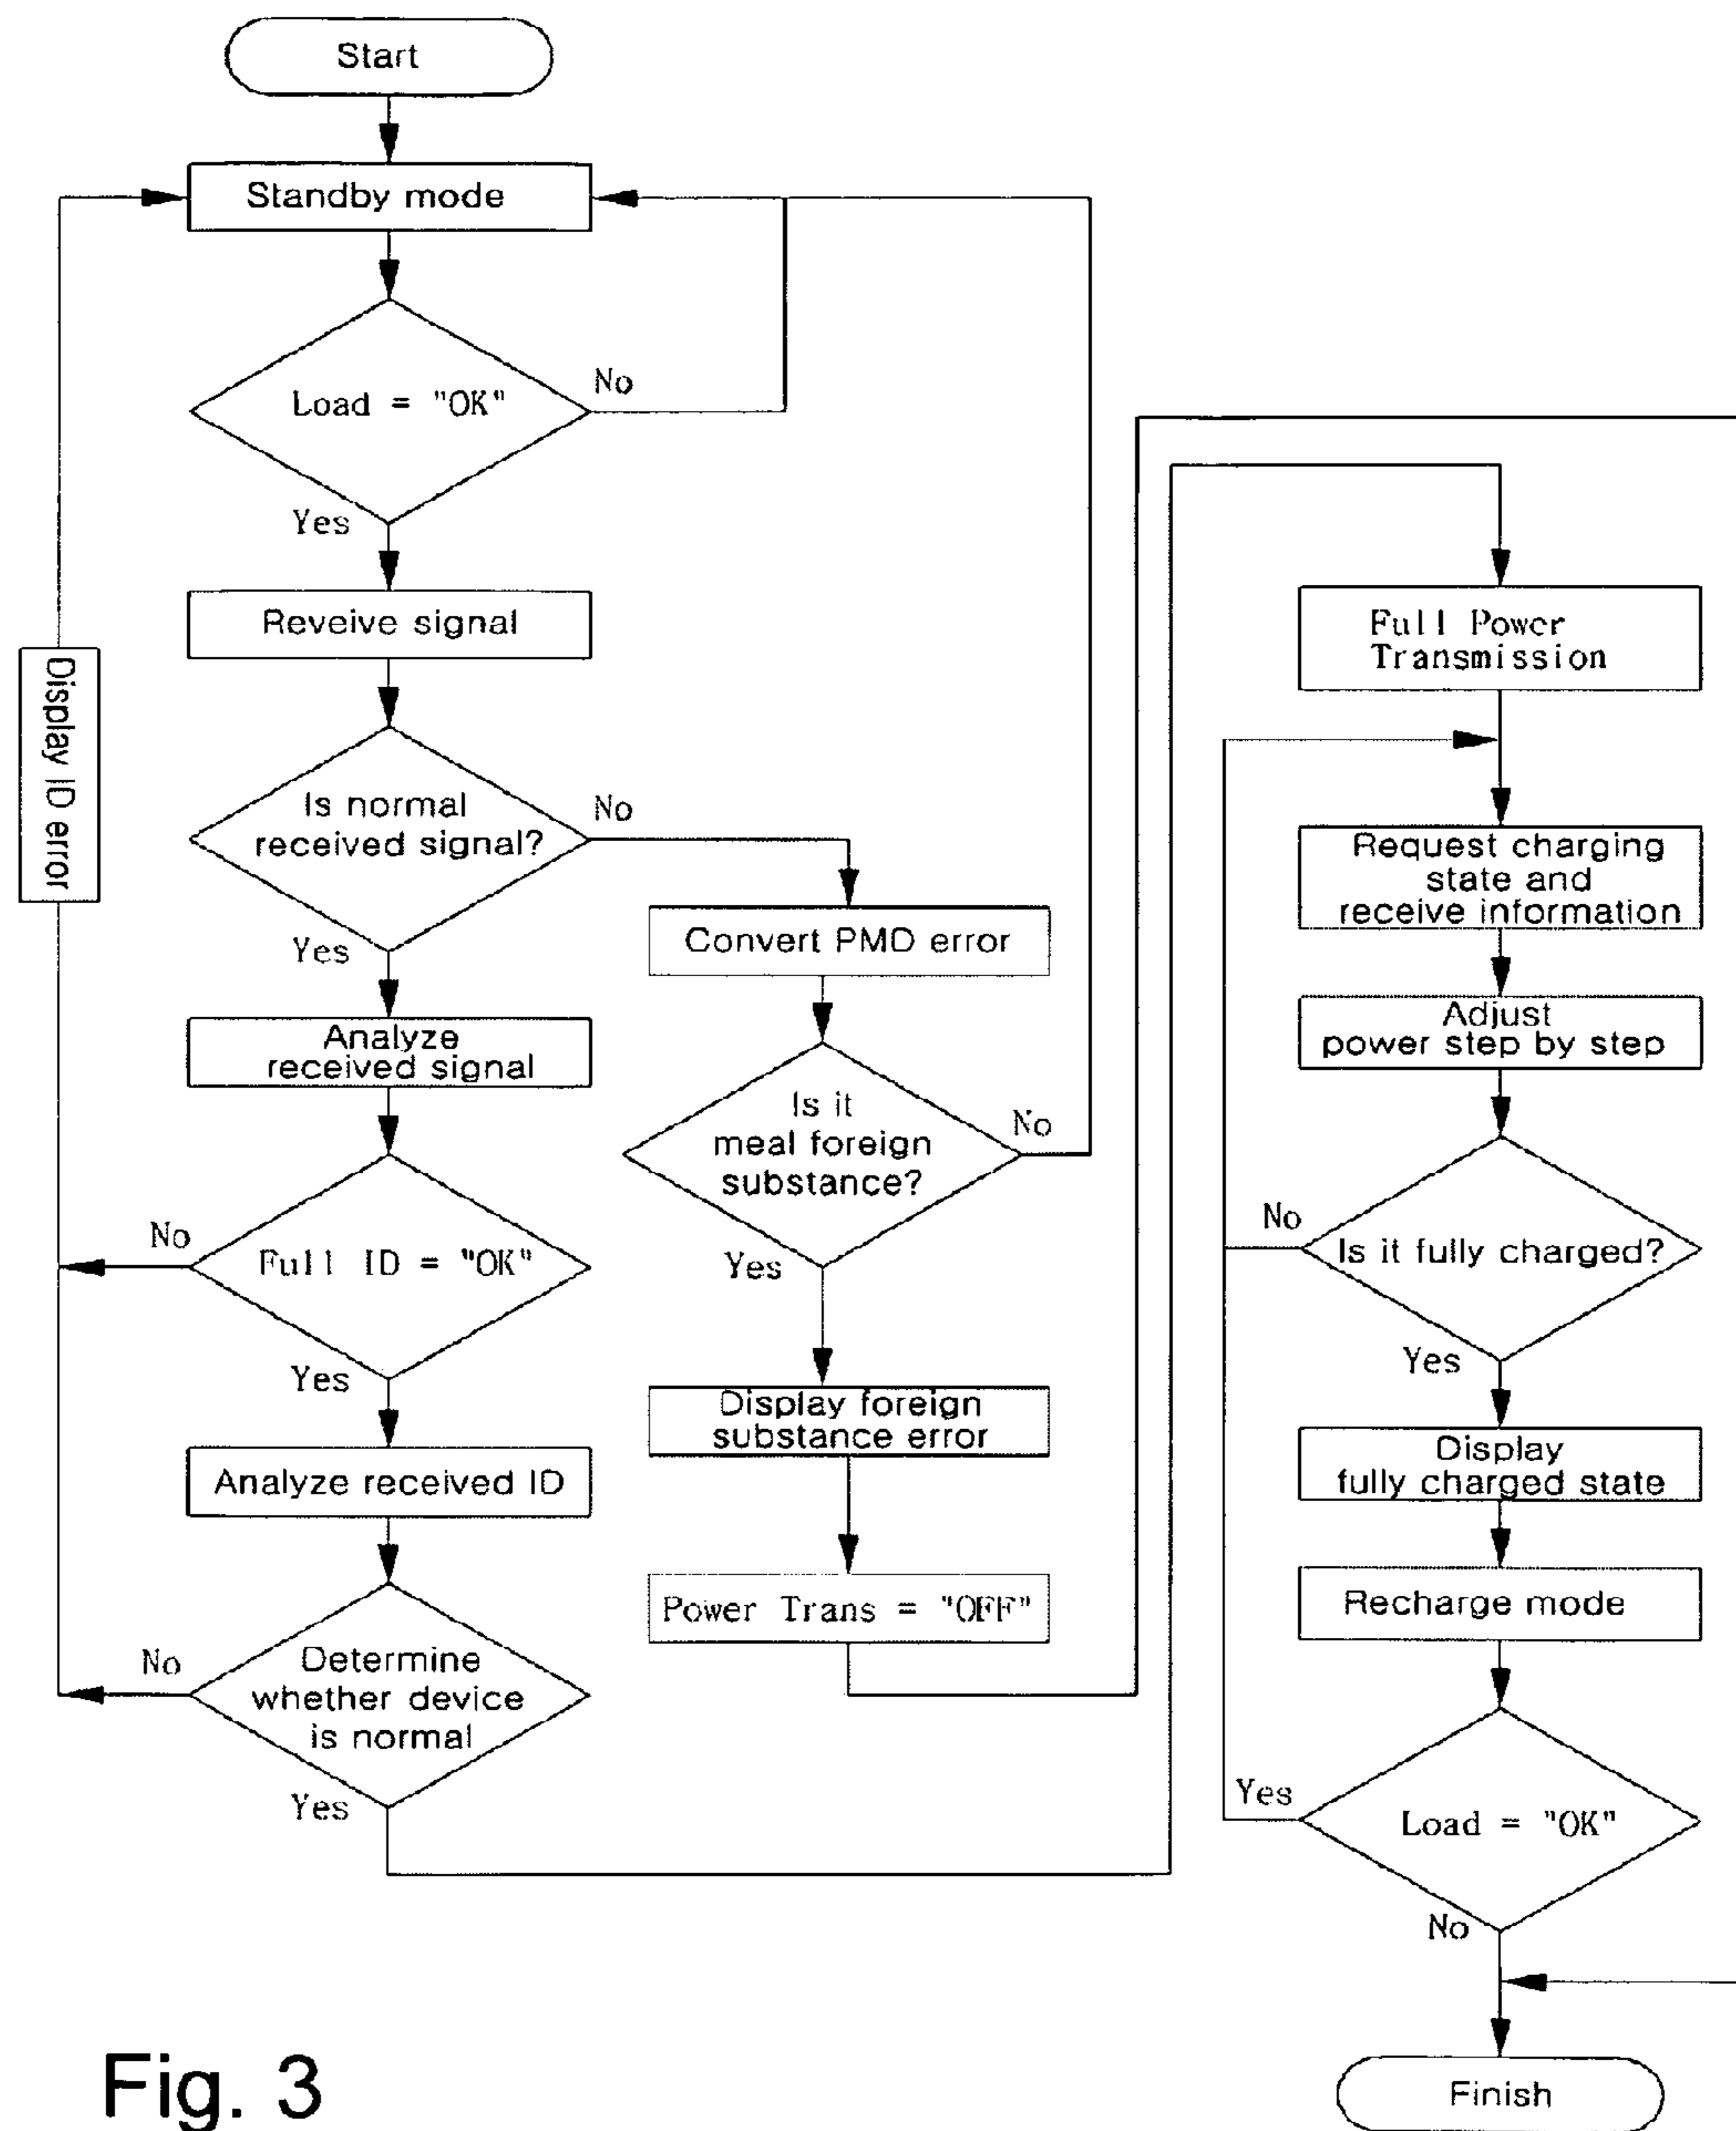 Start
Standby mode
Load = "OK"
No
Yes
Reveive signal
Display ID error
Is normal
received signal?
No
Yes
Analyze
received signal
Full ID = "OK"
No
Yes
Analyze received ID
Determine
whether device
is normal
No
Yes
Convert PMD error
Is it
meal foreign
substance?
No
Yes
Display foreign
substance error
Power Trans = "OFF"
Full Power
Transmission
Request charging
state and
receive information
Adjust
power step by step
Is it fully charged?
No
Yes
Display
fully charged state
Recharge mode
Load = "OK"
Yes
No
Finish
Fig. 3